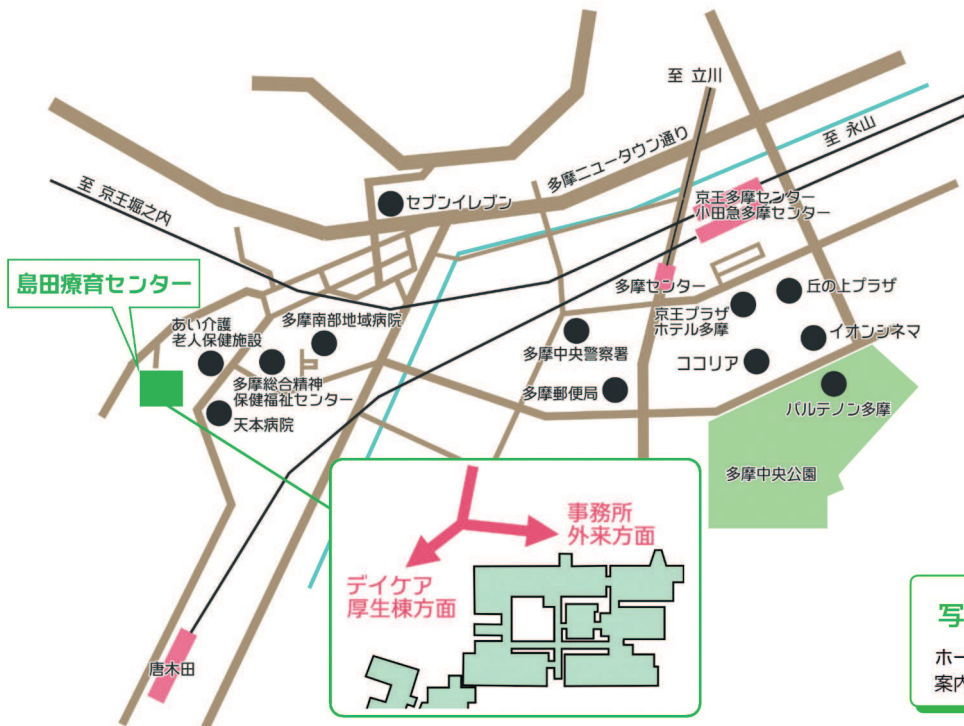 至 立川
多摩ニュータウン通り
至 永山
至 京王堀之内
セブンイレブン
京王多摩センター
小田急多摩センター
島田療育センター
多摩センター
丘の上プラザ
あい介護
老人保健施設
多摩南部地域病院
京王プラザ
ホテル多摩
イオンシネマ
多摩中央警察署
ココリア
多摩総合精神
保健福祉センター
多摩郵便局
パルテノン多摩
天本病院
多摩中央公園
事務所
外来方面
デイケア
厚生棟方面
唐木田
写
ホー
案内